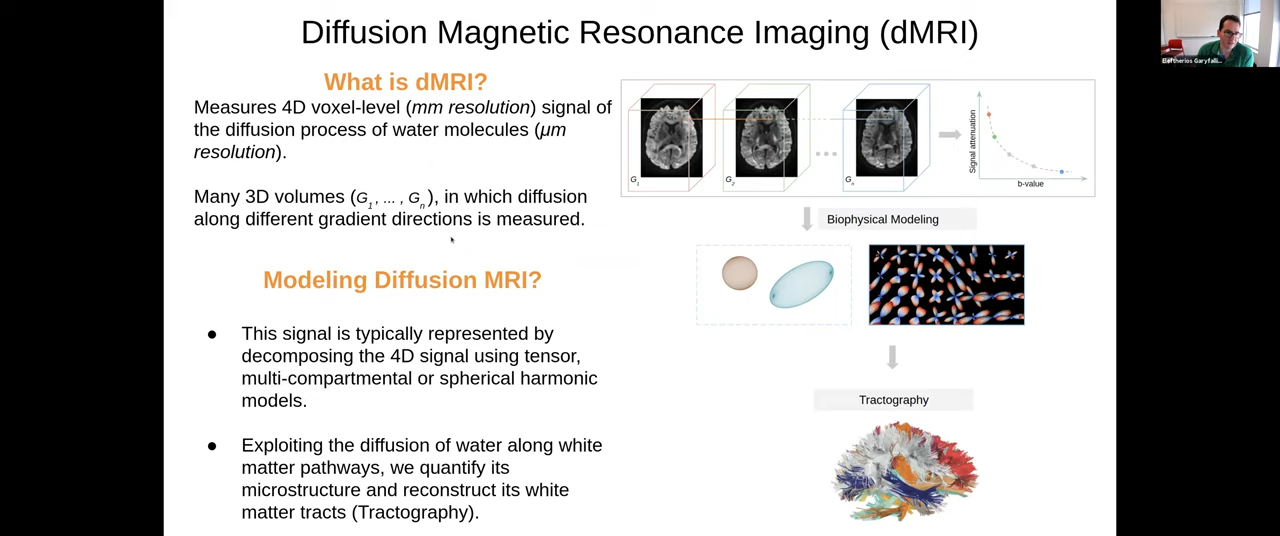 Diffusion Magnetic Resonance Imaging (dMRI)
What is dMRI?
Measures 4D voxel-level (mm resolution) signal of
the diffusion process of water molecules (μm
resolution).
Many 3D volumes (G1, ... , Gn), in which diffusion
along different gradient directions is measured.
Modeling Diffusion MRI?
● This signal is typically represented by
decomposing the 4D signal using tensor,
multi-compartmental or spherical harmonic
models.
● Exploiting the diffusion of water along white
matter pathways, we quantify its
microstructure and reconstruct its white
matter tracts (Tractography).
G1
G2
Gn
Signal attenuation
b-value
Biophysical Modeling
Tractography
Eleftherios Garyfalli...